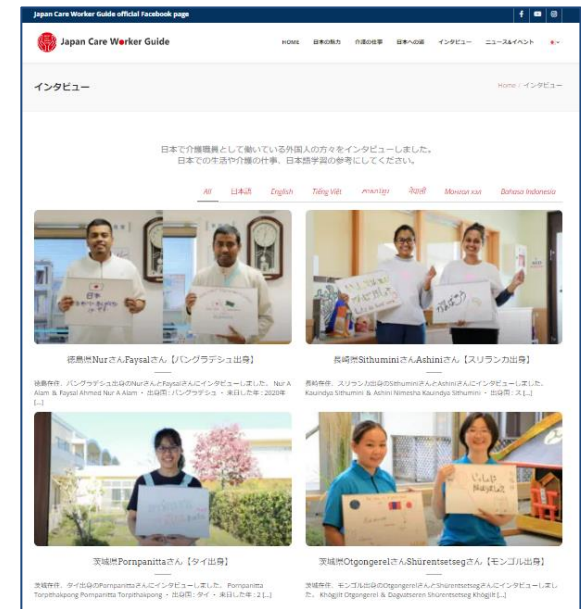 Japan Care Worker Guide official Facebook page
Japan Care Worker Guide
HOME 日本の魅力 介護の仕事 日本への道 インタビュー ニュース&イベント
インタビュー
Home / インタビュー
日本で介護職員として働いている外国人の方々をインタビューしました。
日本での生活や介護の仕事、日本語学習の参考にしてください。
All 日本語 English Tiếng Việt नेपाली Монгол хэл Bahasa Indonesia
徳島県NurさんFaysalさん【バングラデシュ出身】
徳島在住、バングラデシュ出身のNurさんとFaysalさんにインタビューしました。 Nur A
Alam & Faysal Ahmed Nur A Alam ・ 出身国 : バングラデシュ ・ 来日した年 : 2020年
[...]
長崎県SithuminiさんAshiniさん【スリランカ出身】
長崎在住、スリランカ出身のSithuminiさんとAshiniさんにインタビューしました。
Kaurindya Sithumini & Ashini Nimesha Kaurindya Sithumini ・ 出身国 : ス [...]
茨城県Pornpanittaさん【タイ出身】
茨城在住、タイ出身のPornpanittaさんにインタビューしました。 Pornpanitta
Torpithakpong Pornpanitta Torpithakpong ・ 出身国 : タイ ・ 来日した年 : 2 [...]
茨城県OtgongerelさんShürentsetsegさん【モンゴル出身】
茨城在住、モンゴル出身のOtgongerelさんとShürentsetsegさんにインタビューしまし
た。 Khögjilt Otgongerel & Dagvatseren Shürentsetseg Khögjilt [...]